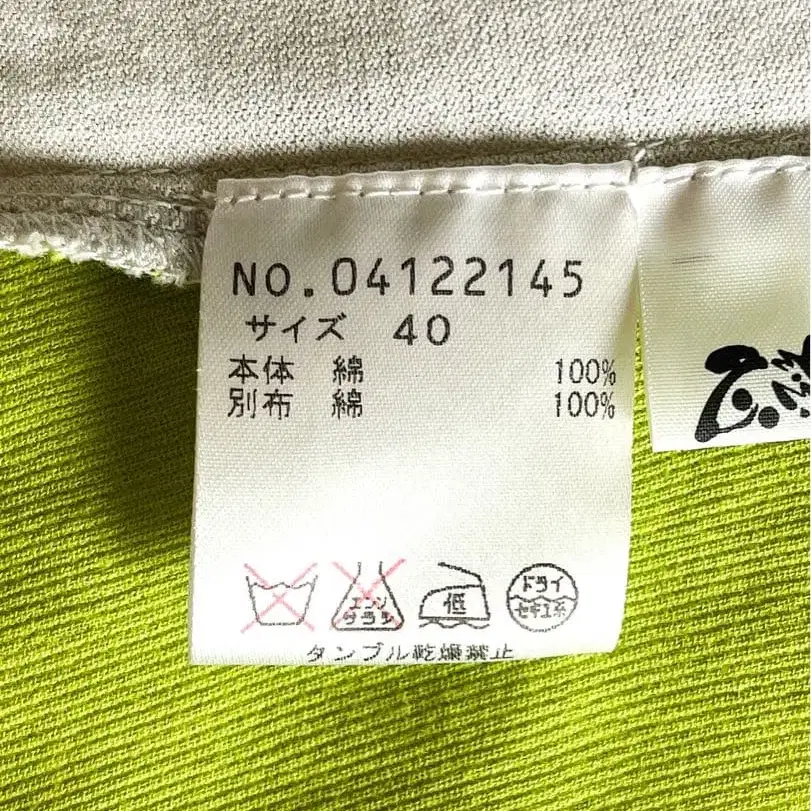 NO.04122145
サイズ 40
本体 綿 100%
別布 綿 100%
エンソ
サラシ
低
ドライ
セキユ系
タンブル乾燥禁止